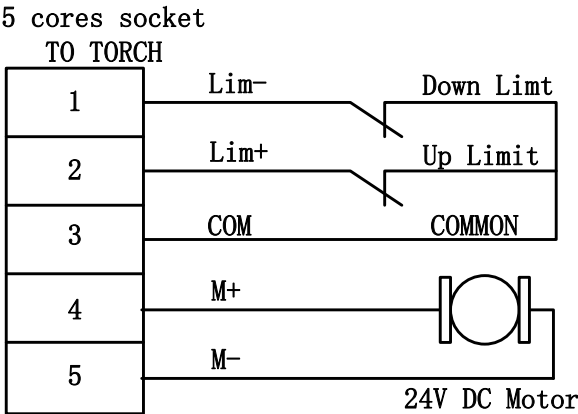 5 cores socket
TO TORCH
1 Lim- Down Limt
2 Lim+ Up Limit
3 COM COMMON
4 M+
5 M-
24V DC Motor